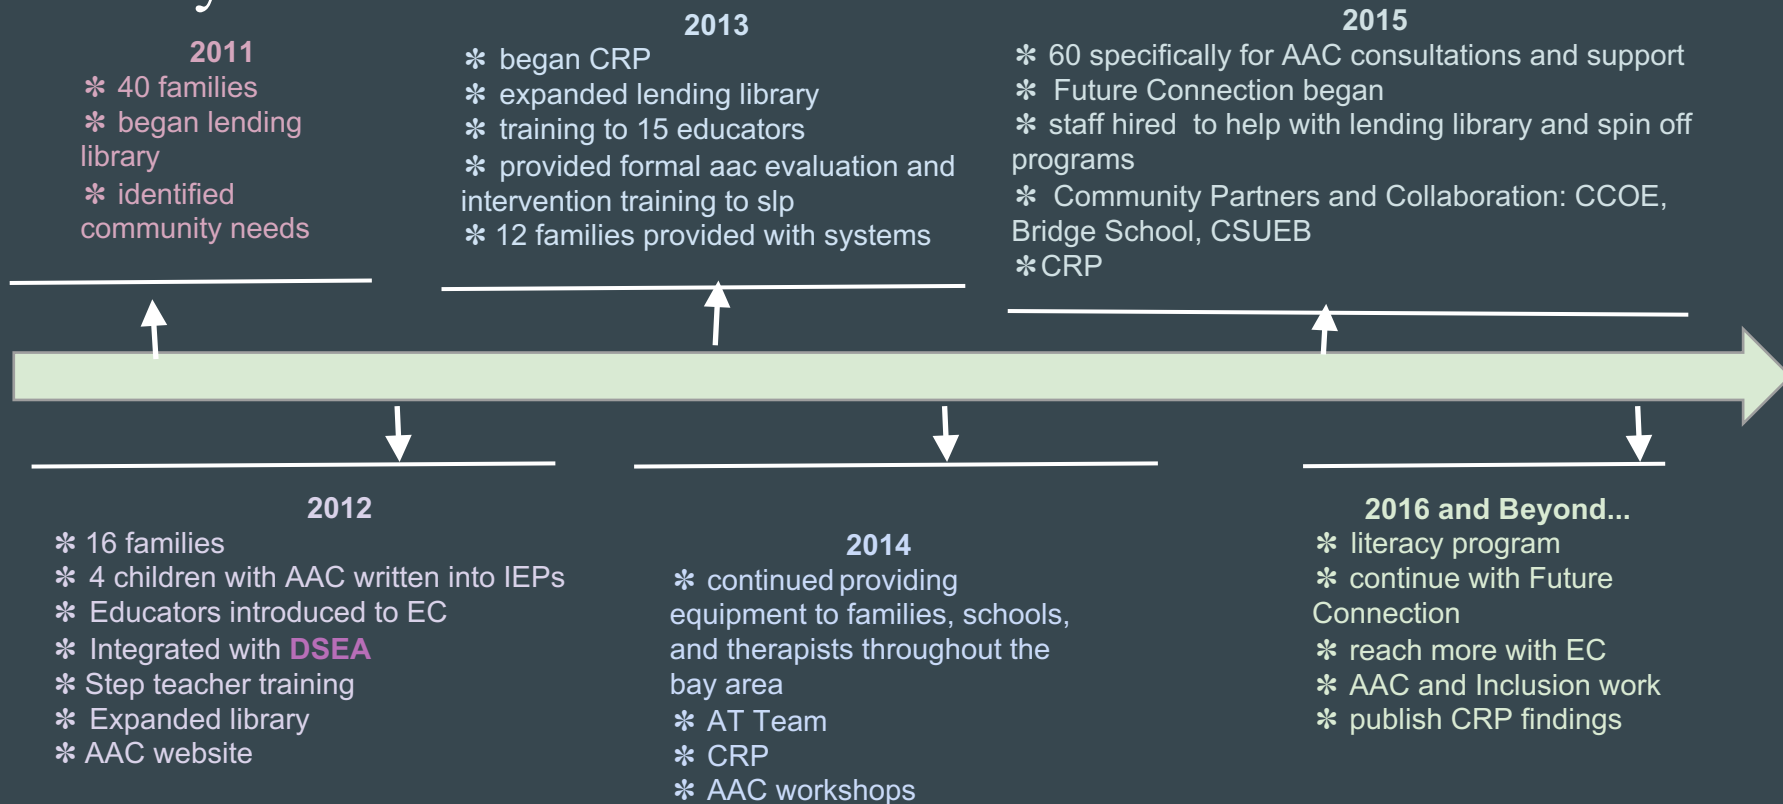 2011
✻ 40 families
✻ began lending
library
✻ identified
community needs
2013
✻ began CRP
✻ expanded lending library
✻ training to 15 educators
✻ provided formal aac evaluation and
intervention training to slp
✻ 12 families provided with systems
2015
✻ 60 specifically for AAC consultations and support
✻ Future Connection began
✻ staff hired to help with lending library and spin off
programs
✻ Community Partners and Collaboration: CCOE,
Bridge School, CSUEB
✻CRP
2012
✻ 16 families
✻ 4 children with AAC written into IEPs
✻ Educators introduced to EC
✻ Integrated with DSEA
✻ Step teacher training
✻ Expanded library
✻ AAC website
2014
✻ continued providing
equipment to families, schools,
and therapists throughout the
bay area
✻ AT Team
✻ CRP
✻ AAC workshops
2016 and Beyond...
✻ literacy program
✻ continue with Future
Connection
✻ reach more with EC
✻ AAC and Inclusion work
✻ publish CRP findings